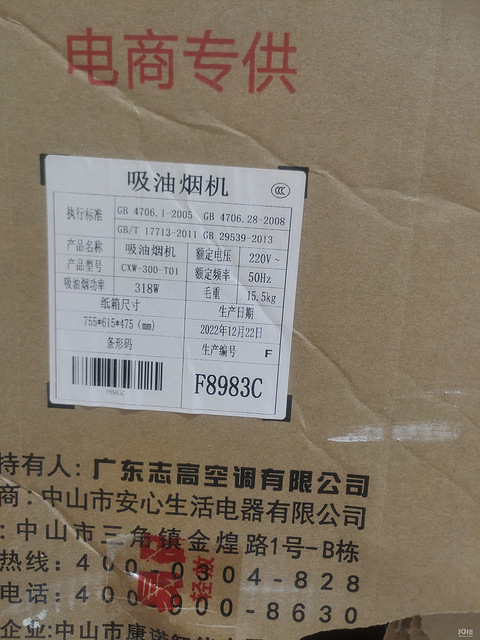 电商专供
吸油烟机
CCC
执行标准 GB 4706.1-2005 GB 4706.28-2008
GB/T 17713-2011 GB 29539-2013
产品名称 吸油烟机 额定电压 220V~
产品型号 CXW-300-T01 额定频率 50Hz
吸油烟功率 318W 毛重 15.5kg
纸箱尺寸 生产日期
755*615*475 (mm) 2022年12月22日
条形码 生产编号 F
F8983C
F8983C
持有人: 广东志高空调有限公司
商: 中山市安心生活电器有限公司
: 中山市三角镇金煌路1号-B栋
热线: 400-0304-828
电话: 400-900-8630
轻放
企业: 中山市康